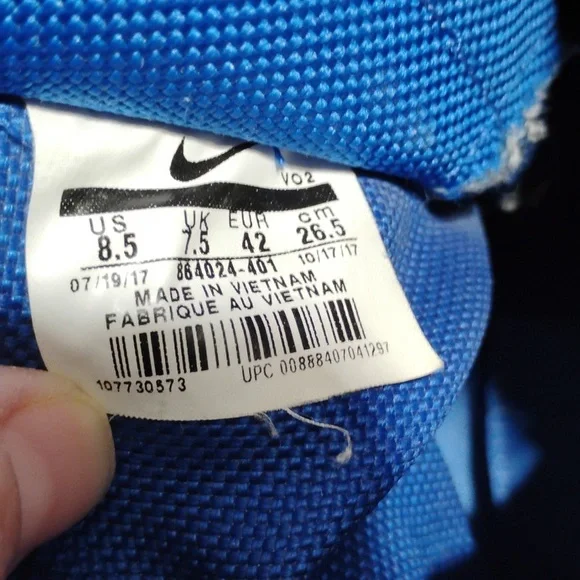 VO2
US UK EUR cm
8.5 7.5 42 26.5
07/19/17 864024-401 10/17/17
MADE IN VIETNAM
FABRIQUE AU VIETNAM
107730573 UPC 00888407041297